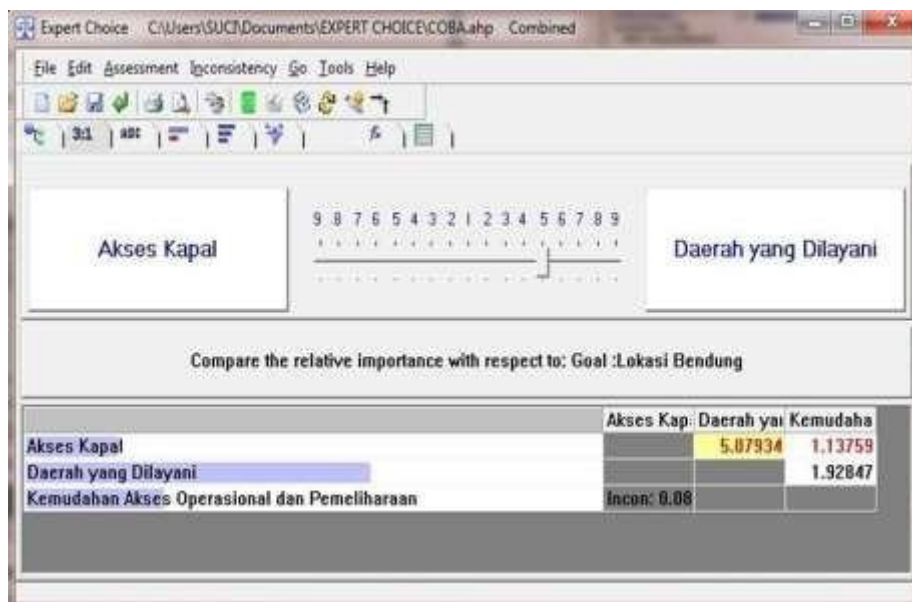 Expert Choice C:\Users\SUCI\Documents\EXPERT CHOICE\COBA.ahp Combined
File Edit Assessment Inconsistency Go Tools Help
3:1 ABC
9 8 7 6 5 4 3 2 1 2 3 4 5 6 7 8 9
Akses Kapal
Daerah yang Dilayani
Compare the relative importance with respect to: Goal :Lokasi Bendung
Akses Kap Daerah yai Kemudaha
Akses Kapal 5.07934 1.13759
Daerah yang Dilayani 1.92847
Kemudahan Akses Operasional dan Pemeliharaan Incon: 0.08